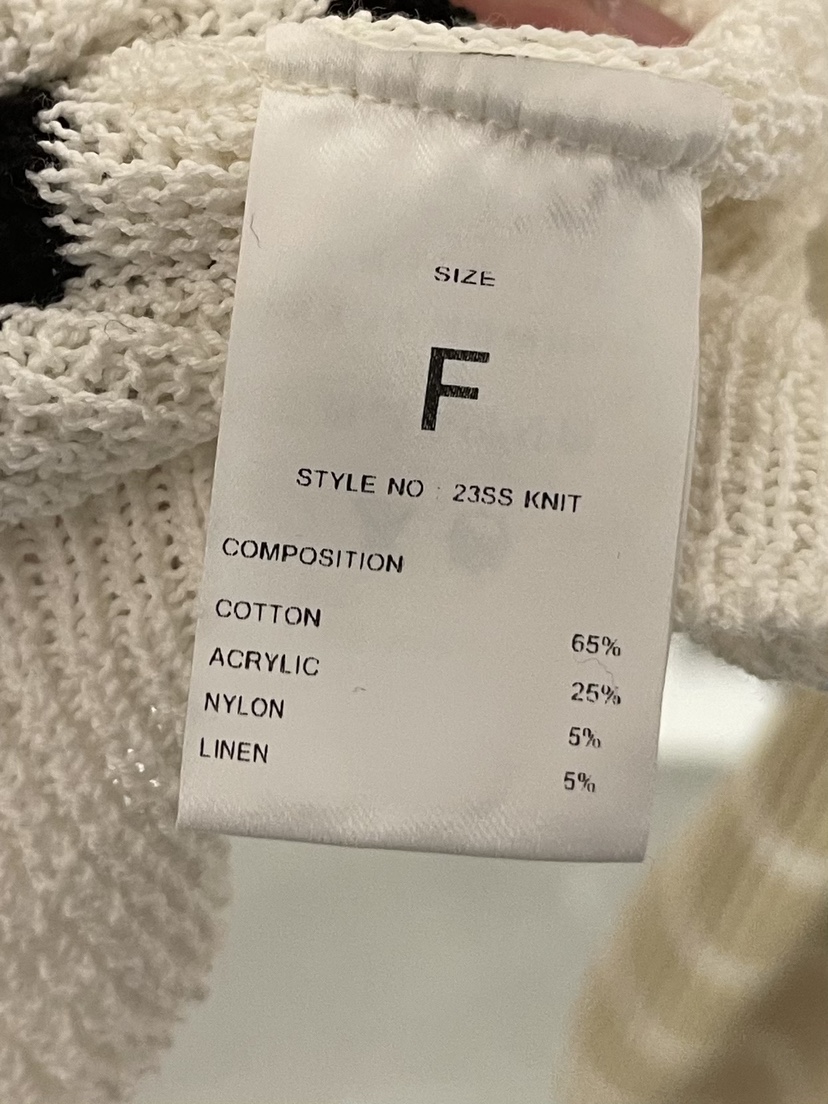 SIZE
F
STYLE NO : 23SS KNIT
COMPOSITION
COTTON 65%
ACRYLIC 25%
NYLON 5%
LINEN 5%